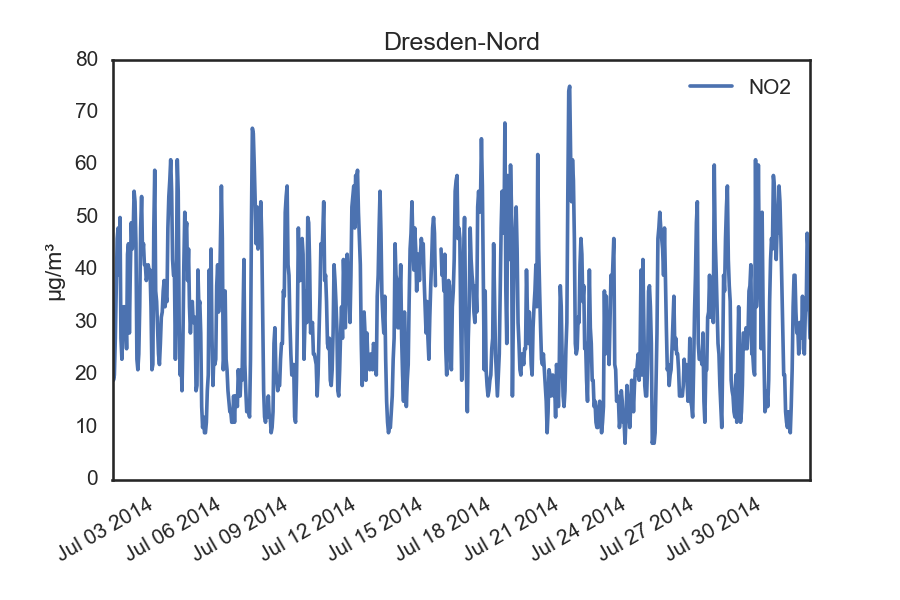 Dresden-Nord
NO2
µg/m³
80
70
60
50
40
30
20
10
0
Jul 03 2014
Jul 06 2014
Jul 09 2014
Jul 12 2014
Jul 15 2014
Jul 18 2014
Jul 21 2014
Jul 24 2014
Jul 27 2014
Jul 30 2014